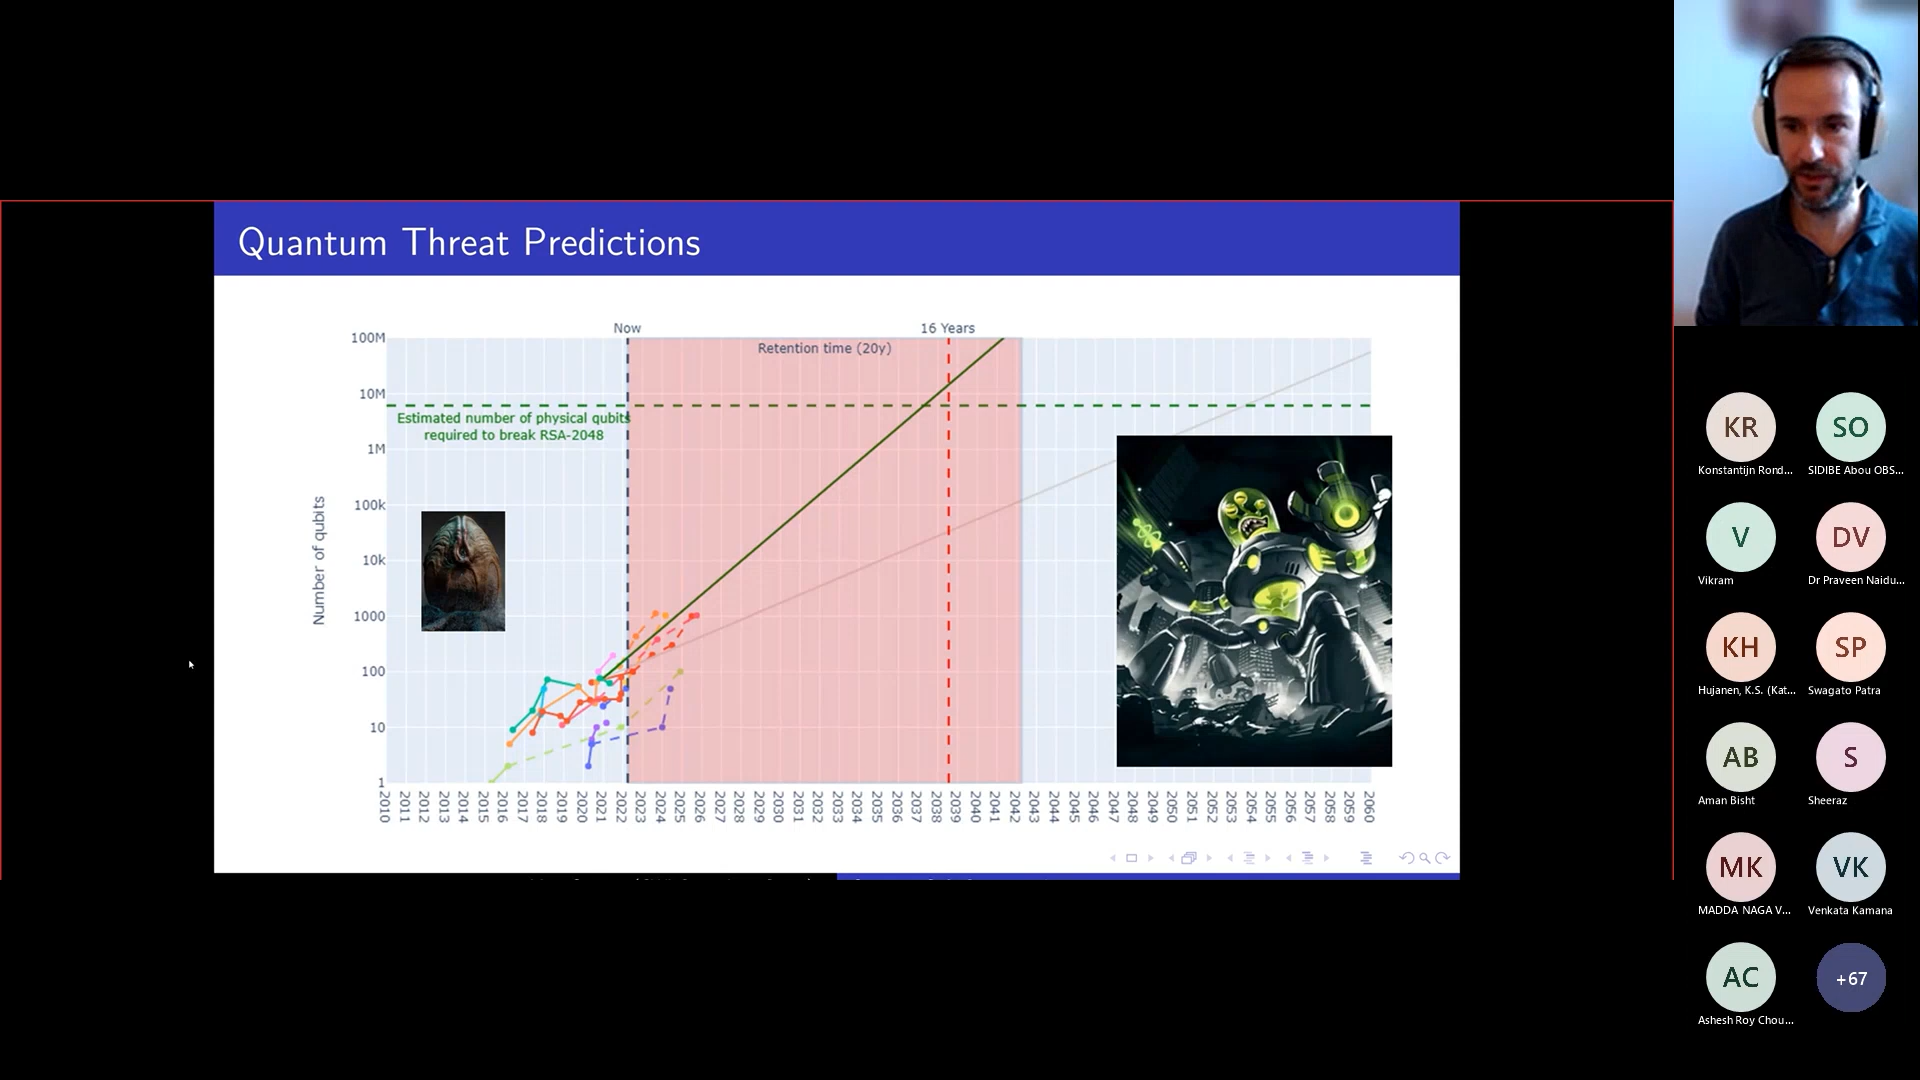 Quantum Threat Predictions
Now
16 Years
Retention time (20y)
100M
10M
Estimated number of physical qubits
required to break RSA-2048
1M
100k
10k
1000
100
10
1
Number of qubits
2010 2011 2012 2013 2014 2015 2016 2017 2018 2019 2020 2021 2022 2023 2024 2025 2026 2027 2028 2029 2030 2031 2032 2033 2034 2035 2036 2037 2038 2039 2040 2041 2042 2043 2044 2045 2046 2047 2048 2049 2050 2051 2052 2053 2054 2055 2056 2057 2058 2059 2060
KR SO
Konstantijn Rond... SIDIBE Abou OBS...
V DV
Vikram Dr Praveen Naidu...
KH SP
Hujanen, K.S. (Kat... Swagato Patra
AB S
Aman Bisht Sheeraz
MK VK
MADDA NAGA V... Venkata Kamana
AC +67
Ashesh Roy Chou...